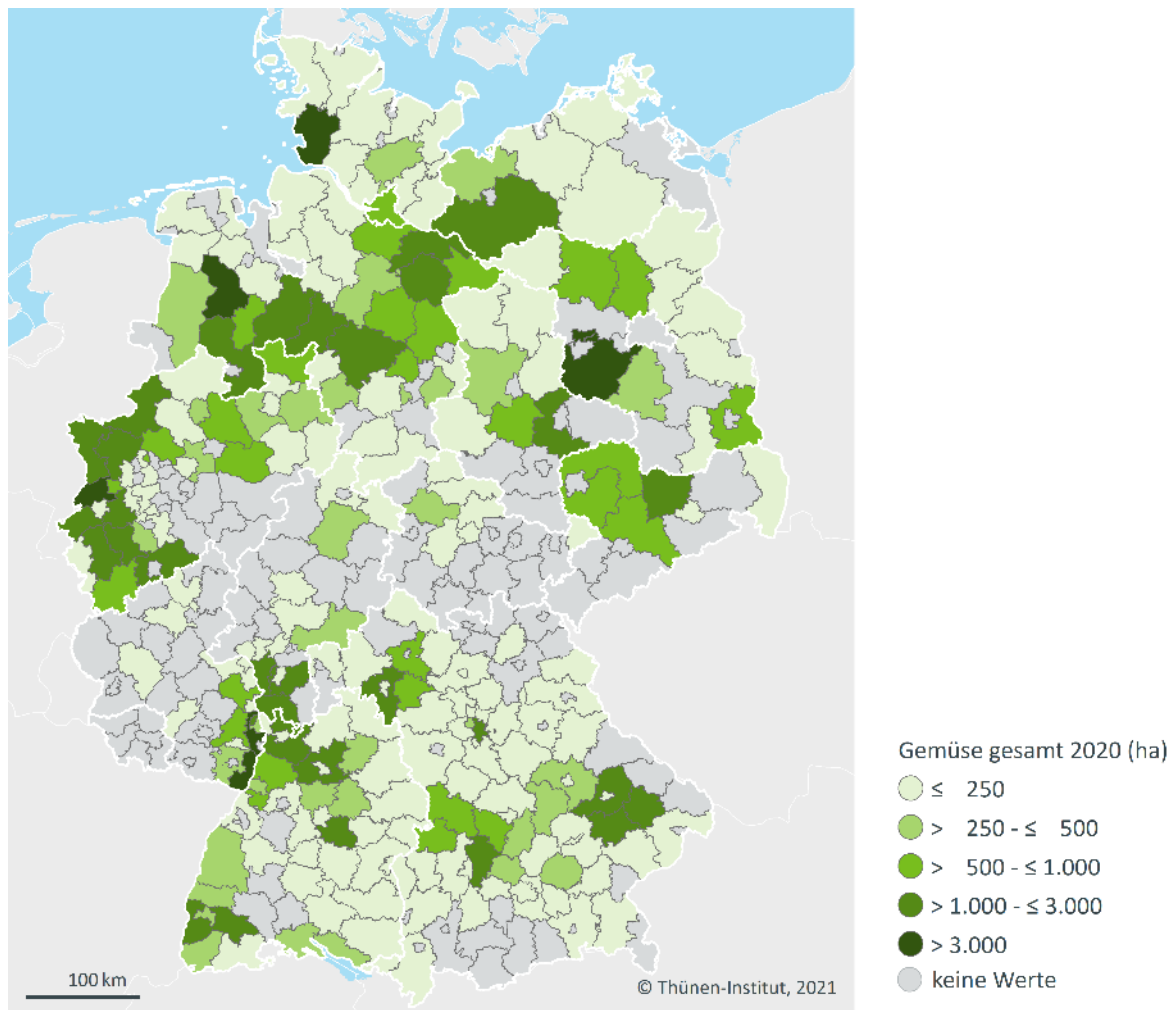 Gemüse gesamt 2020 (ha)
≤ 250
> 250 - ≤ 500
> 500 - ≤ 1.000
> 1.000 - ≤ 3.000
> 3.000
keine Werte
100 km
© Thünen-Institut, 2021